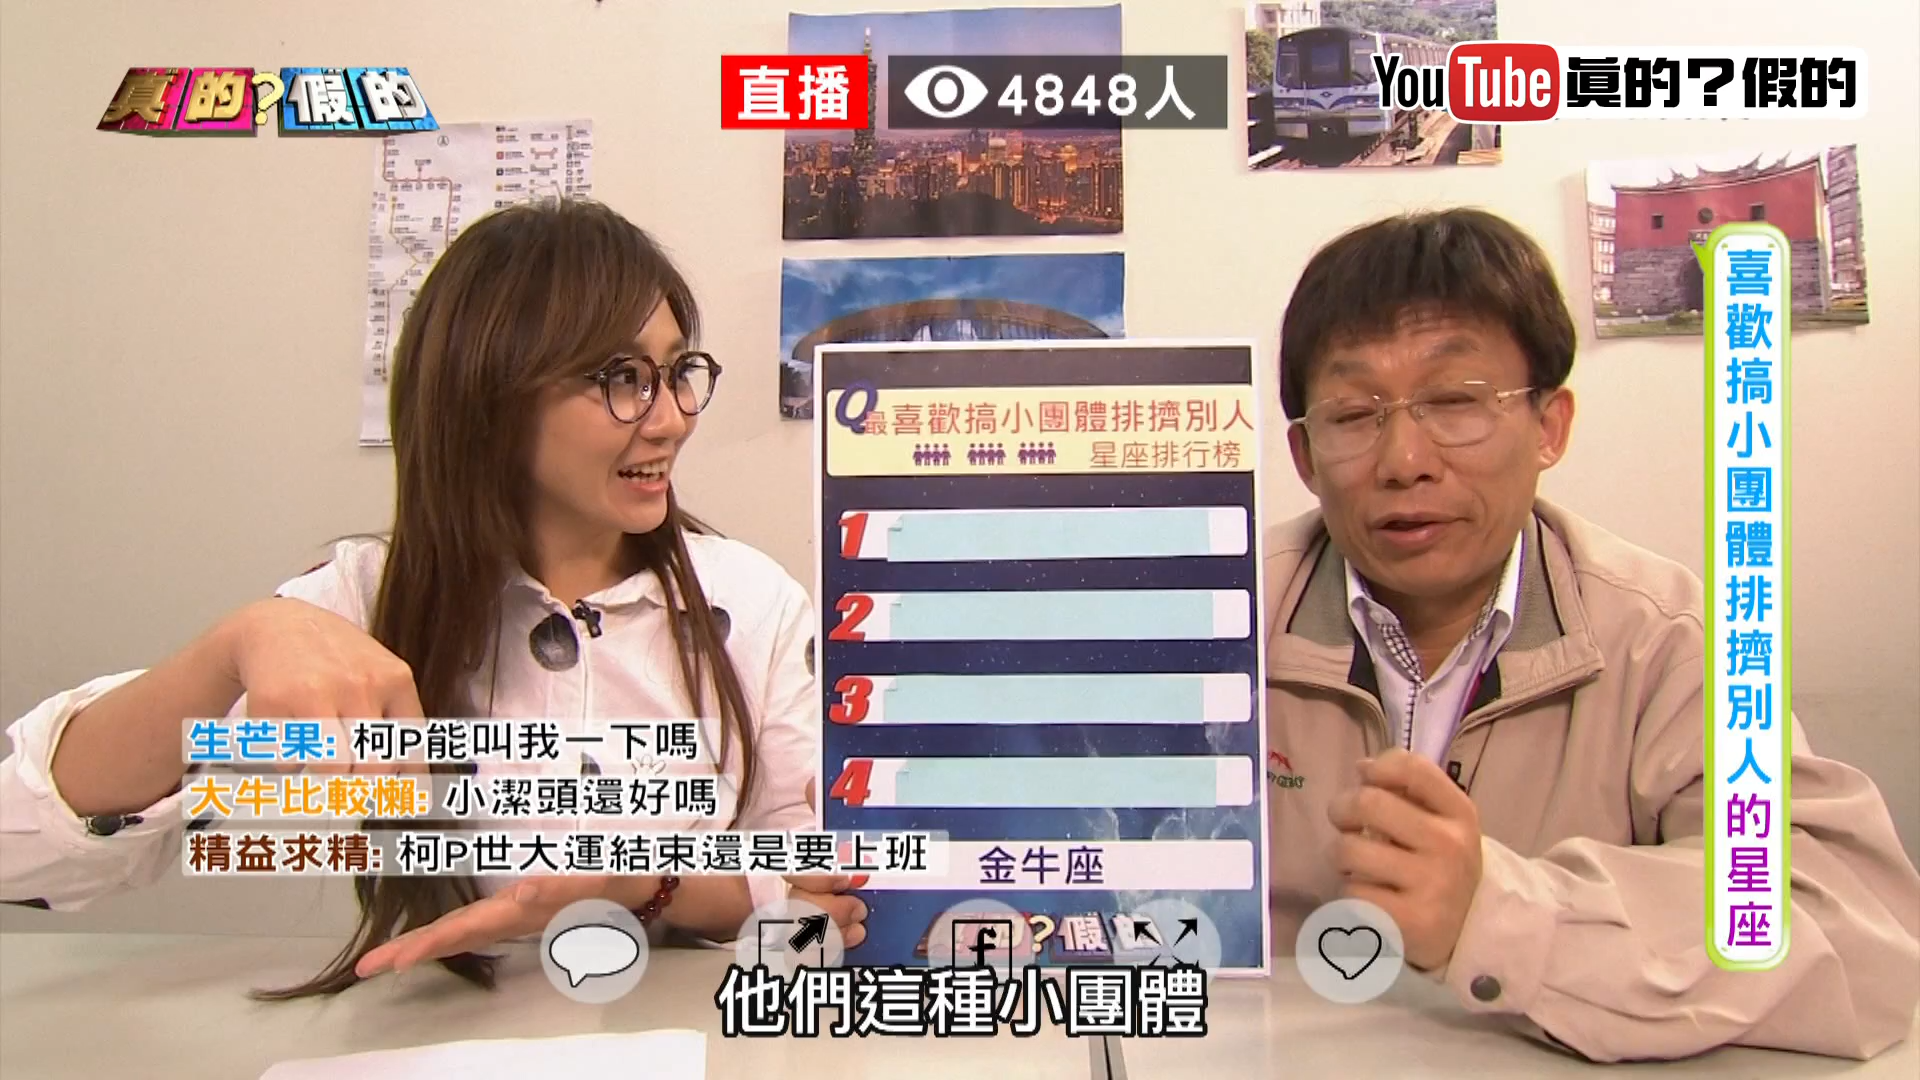 真的?假的
直播
4848人
YouTube 真的?假的
Q最喜歡搞小團體排擠別人
星座排行榜
1
2
3
4
金牛座
喜歡搞小團體排擠別人的星座
生芒果: 柯P能叫我一下嗎
大牛比較懶: 小潔頭還好嗎
精益求精: 柯P世大運結束還是要上班
真的?假的
f
他們這種小團體